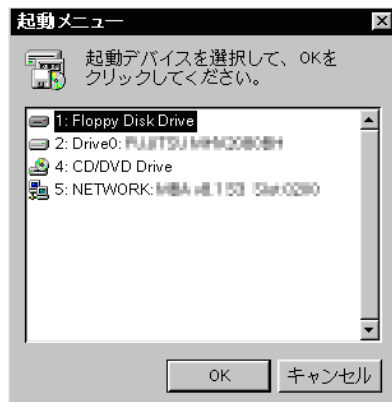 起動メニュー
起動デバイスを選択して、OKを
クリックしてください。
1: Floppy Disk Drive
2: Drive0:
4: CD/DVD Drive
5: NETWORK:
OK
キャンセル